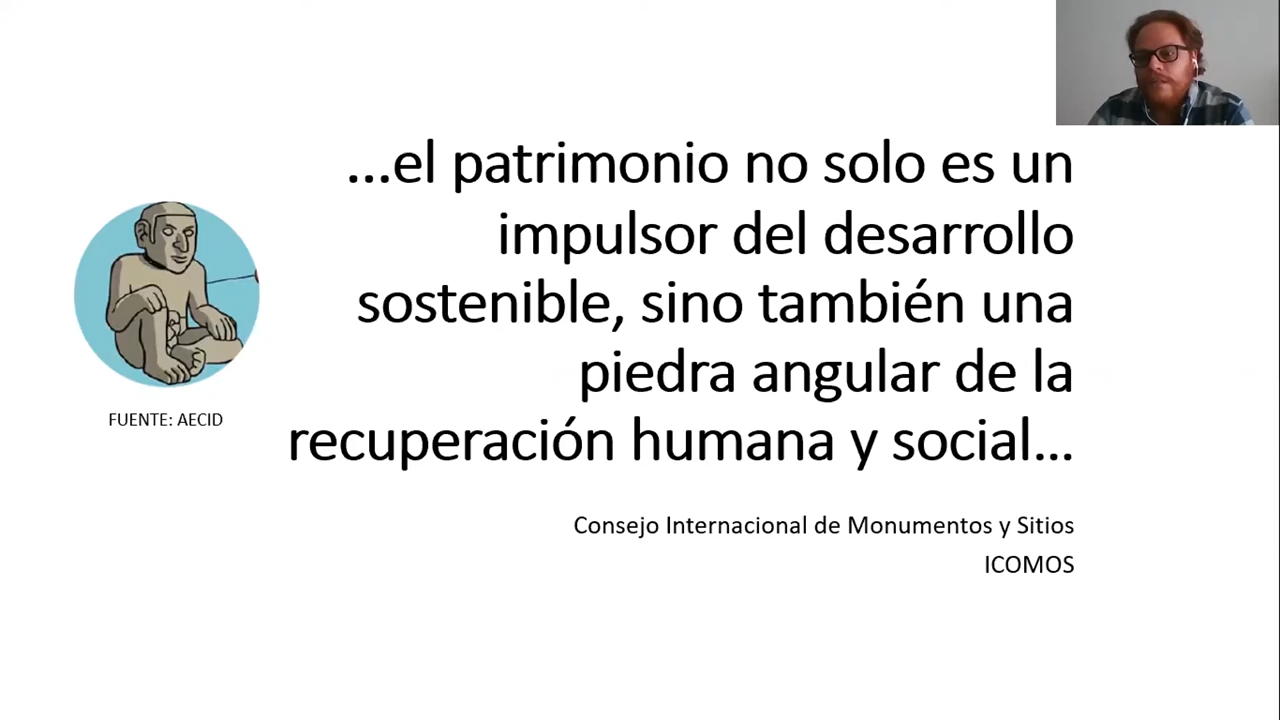 ...el patrimonio no solo es un
impulsor del desarrollo
sostenible, sino también una
piedra angular de la
recuperación humana y social...
FUENTE: AECID
Consejo Internacional de Monumentos y Sitios
ICOMOS